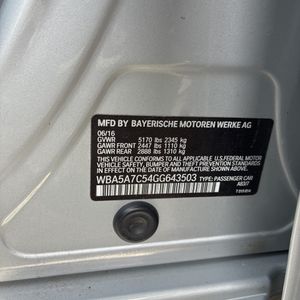 MFD BY BAYERISCHE MOTOREN WERKE AG
06/16
GVWR 5170 lbs 2345 kg
GAWR FRONT 2447 lbs 1110 kg
GAWR REAR 2888 lbs 1310 kg
THIS VEHICLE CONFORMS TO ALL APPLICABLE FEDERAL
MOTOR VEHICLE SAFETY, BUMPER, AND
THEFT PREVENTION STANDARDS IN
EFFECT ON THE DATE OF MANUFACTURE SHOWN ABOVE.
WBA5A7C54GG643503 TYPE: PASSENGER CAR